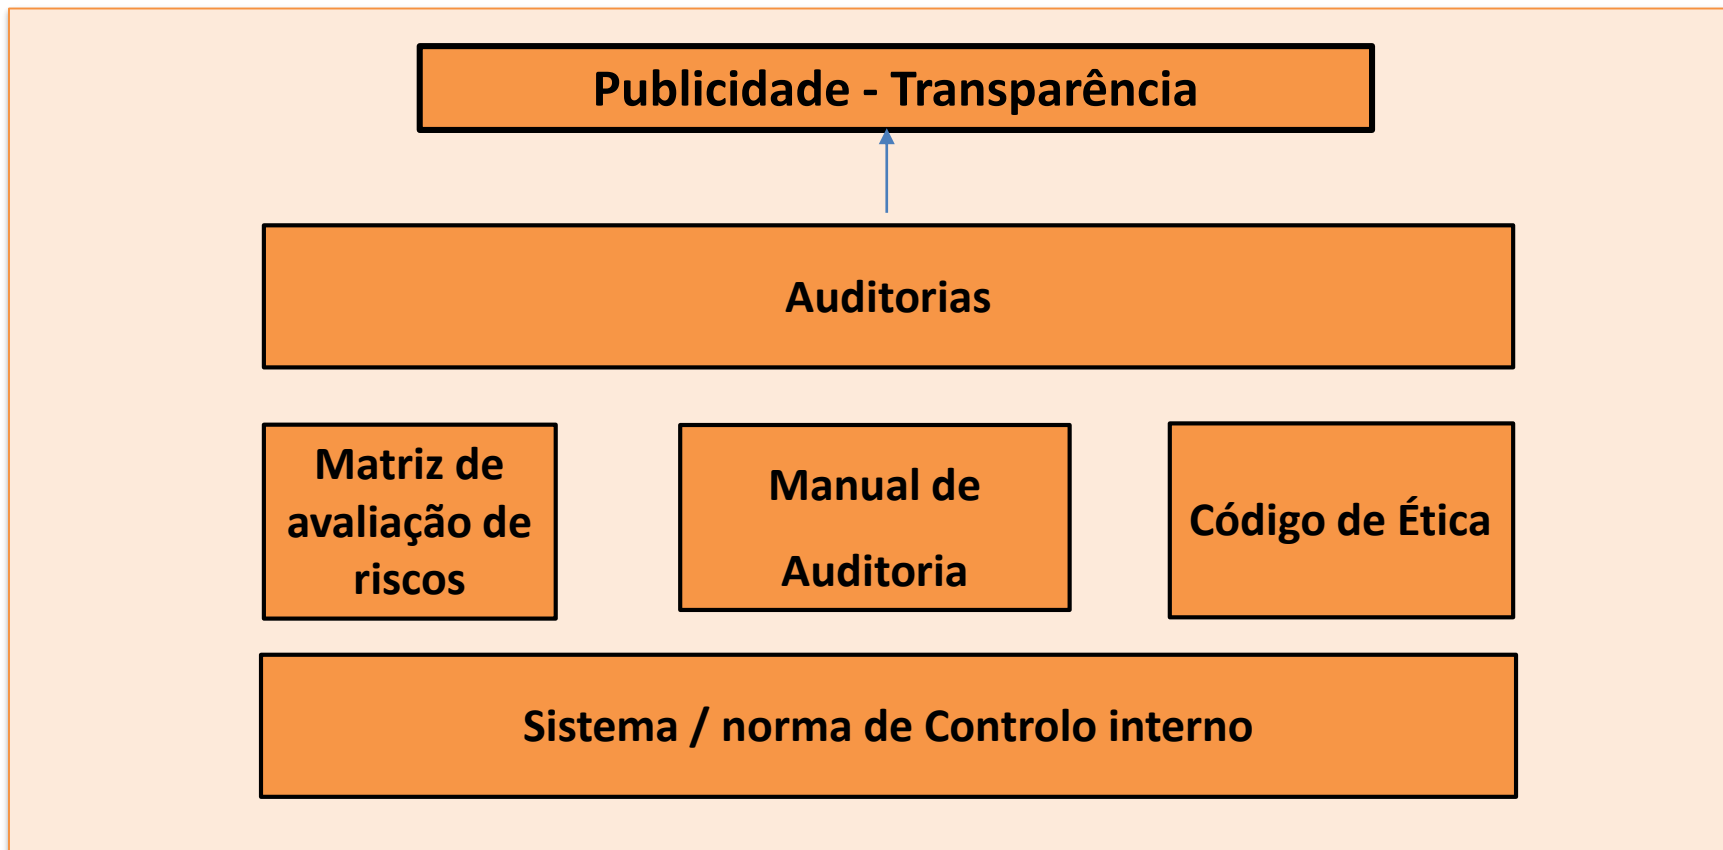 Publicidade - Transparência
Auditorias
Matriz de
avaliação de
riscos
Manual de
Auditoria
Código de Ética
Sistema / norma de Controlo interno